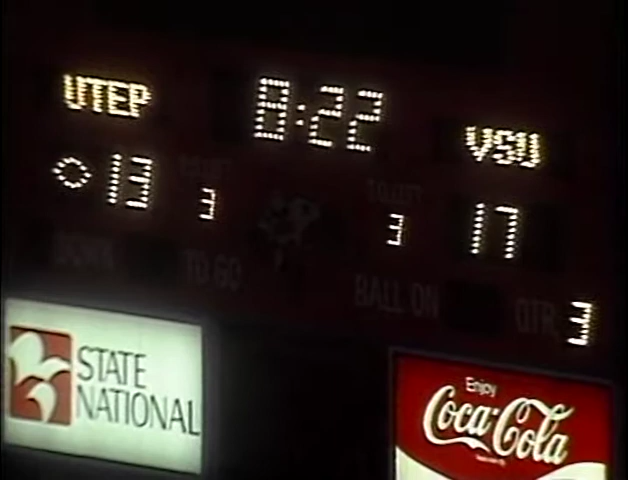 UTEP
8:22
VSU
13
3
3
17
DOWN
TO GO
BALL ON
QTR 3
STATE
NATIONAL
Enjoy
Coca-Cola